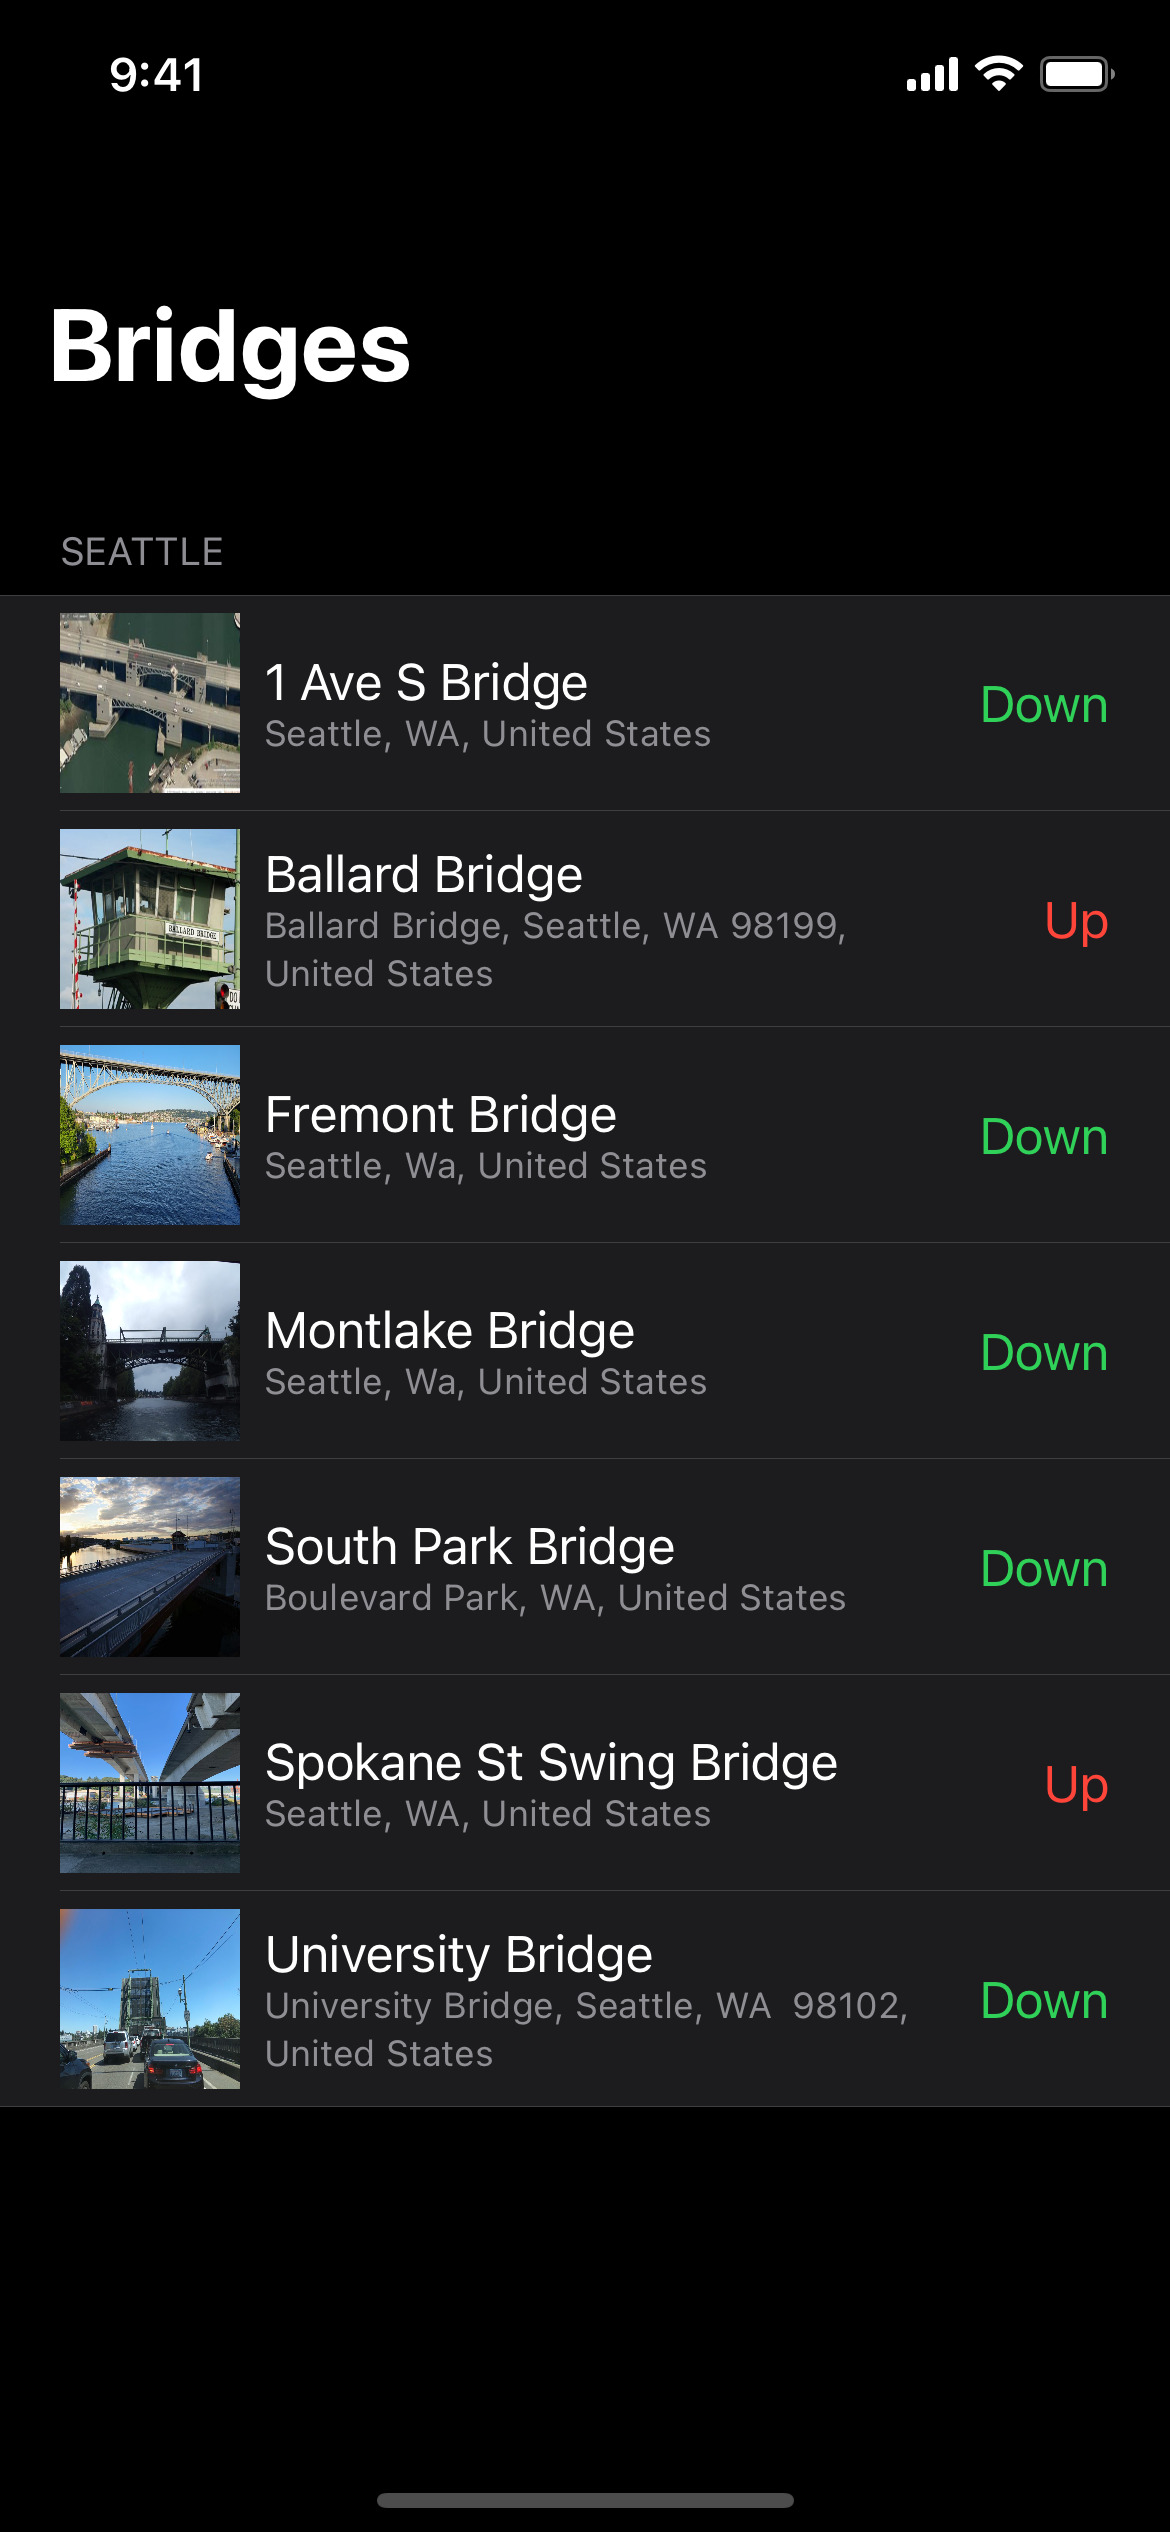 9:41
Bridges
SEATTLE
1 Ave S Bridge
Seattle, WA, United States
Down
BALLARD BRIDGE
Ballard Bridge
Ballard Bridge, Seattle, WA 98199,
United States
Up
Fremont Bridge
Seattle, Wa, United States
Down
Montlake Bridge
Seattle, Wa, United States
Down
South Park Bridge
Boulevard Park, WA, United States
Down
Spokane St Swing Bridge
Seattle, WA, United States
Up
University Bridge
University Bridge, Seattle, WA  98102,
United States
Down